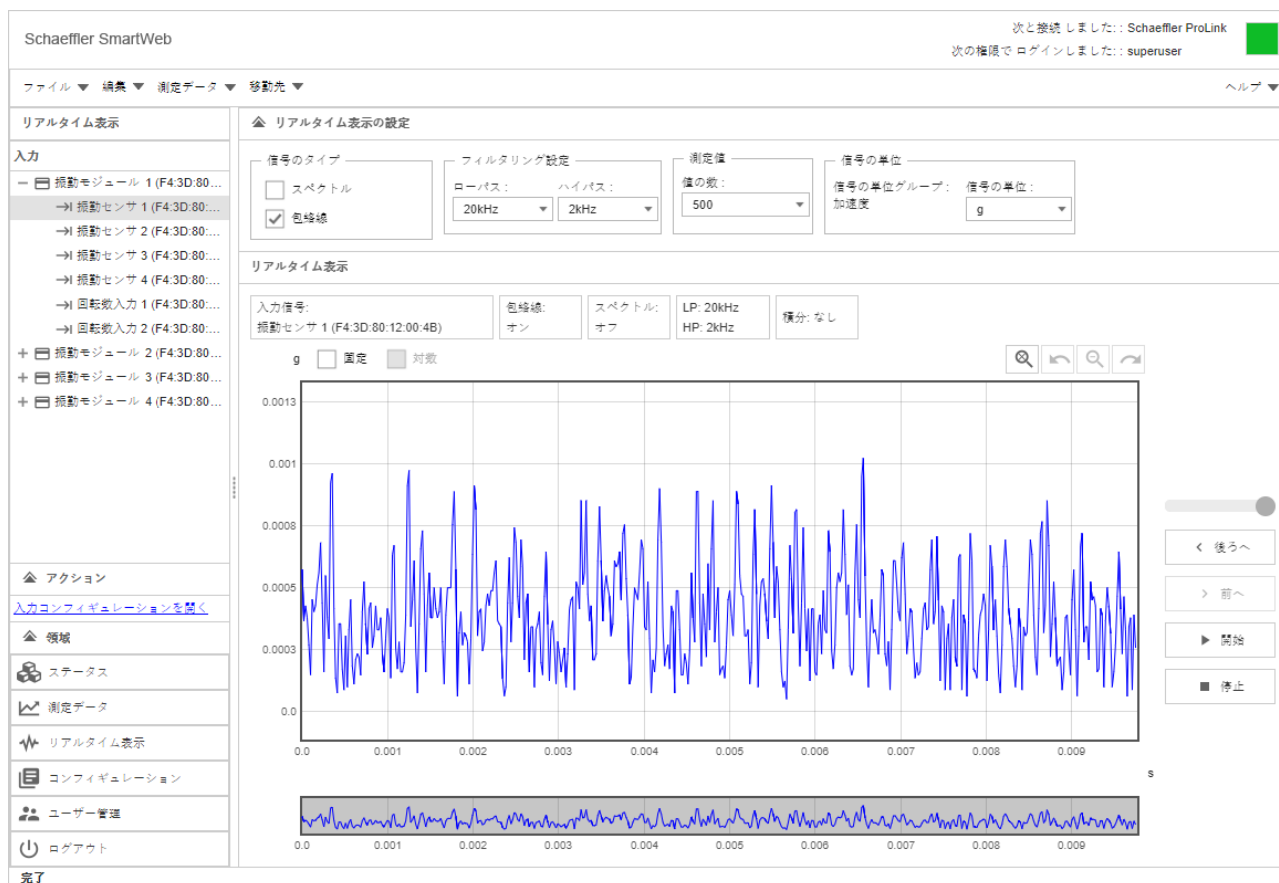 Schaeffler SmartWeb
次と接続 しました: : Schaeffler ProLink
次の権限で ログインしました: : superuser
ファイル 編集 測定データ 移動先 ヘルプ
リアルタイム表示
入力
振動モジュール 1 (F4:3D:80...
振動センサ 1 (F4:3D:80:...
振動センサ 2 (F4:3D:80:...
振動センサ 3 (F4:3D:80:...
振動センサ 4 (F4:3D:80:...
回転数入力 1 (F4:3D:80:...
回転数入力 2 (F4:3D:80:...
振動モジュール 2 (F4:3D:80...
振動モジュール 3 (F4:3D:80...
振動モジュール 4 (F4:3D:80...
アクション
入力コンフィギュレーションを開く
領域
ステータス
測定データ
リアルタイム表示
コンフィギュレーション
ユーザー管理
ログアウト
リアルタイム表示の設定
信号のタイプ
スペクトル
包絡線
フィルタリング設定
ローパス : ハイパス :
20kHz 2kHz
測定値
値の数 :
500
信号の単位
信号の単位グループ :
加速度
信号の単位 :
g
リアルタイム表示
入力信号:
振動センサ 1 (F4:3D:80:12:00:4B)
包絡線:
オン
スペクトル:
オフ
LP: 20kHz
HP: 2kHz
積分: なし
g 固定 対数
0.0013
0.001
0.0008
0.0005
0.0003
0.0
0.0 0.001 0.002 0.003 0.004 0.005 0.006 0.007 0.008 0.009
s
0.0 0.001 0.002 0.003 0.004 0.005 0.006 0.007 0.008 0.009
後ろへ
前へ
開始
停止
完了